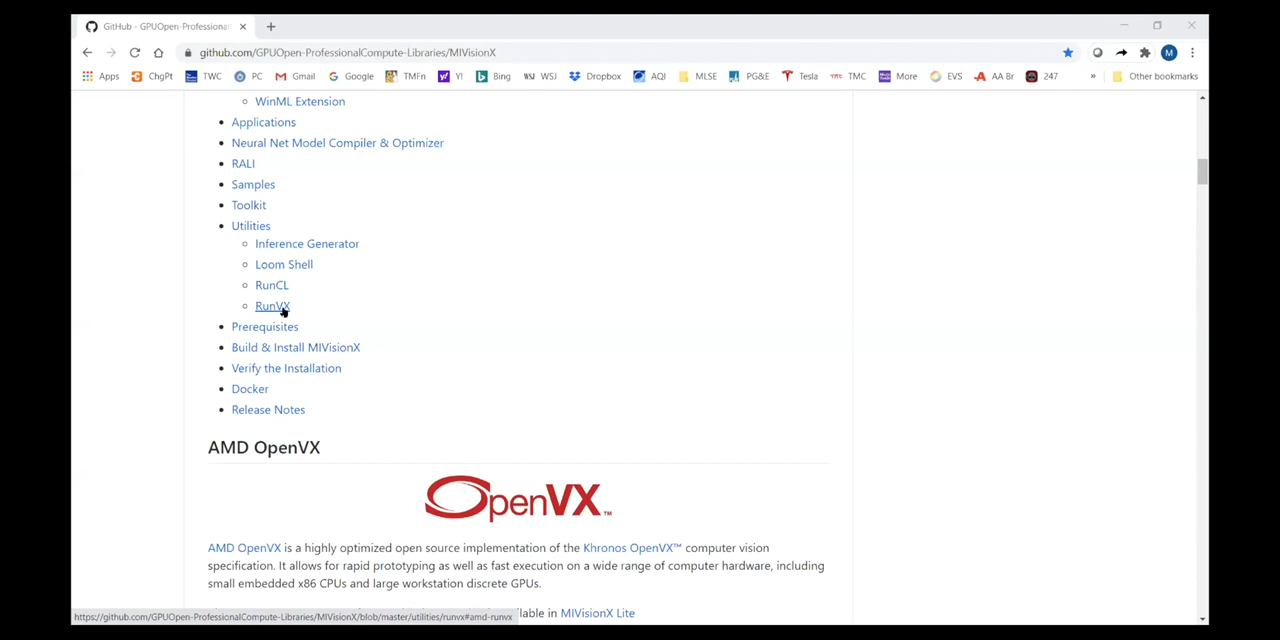 GitHub - GPUOpen-Professional
github.com/GPUOpen-ProfessionalCompute-Libraries/MIVisionX
M
Apps ChgPt TWC PC Gmail Google TMFn Y! Bing WSJ WSJ Dropbox AQI MLSE PG&E Tesla TMC More EVS AA Br 247 » Other bookmarks
WinML Extension
Applications
Neural Net Model Compiler & Optimizer
RALI
Samples
Toolkit
Utilities
Inference Generator
Loom Shell
RunCL
RunVX
Prerequisites
Build & Install MIVisionX
Verify the Installation
Docker
Release Notes
AMD OpenVX
OpenVX™
AMD OpenVX is a highly optimized open source implementation of the Khronos OpenVX™ computer vision
specification. It allows for rapid prototyping as well as fast execution on a wide range of computer hardware, including
small embedded x86 CPUs and large workstation discrete GPUs.
ilable in MIVisionX Lite
https://github.com/GPUOpen-ProfessionalCompute-Libraries/MIVisionX/blob/master/utilities/runvx#amd-runvx